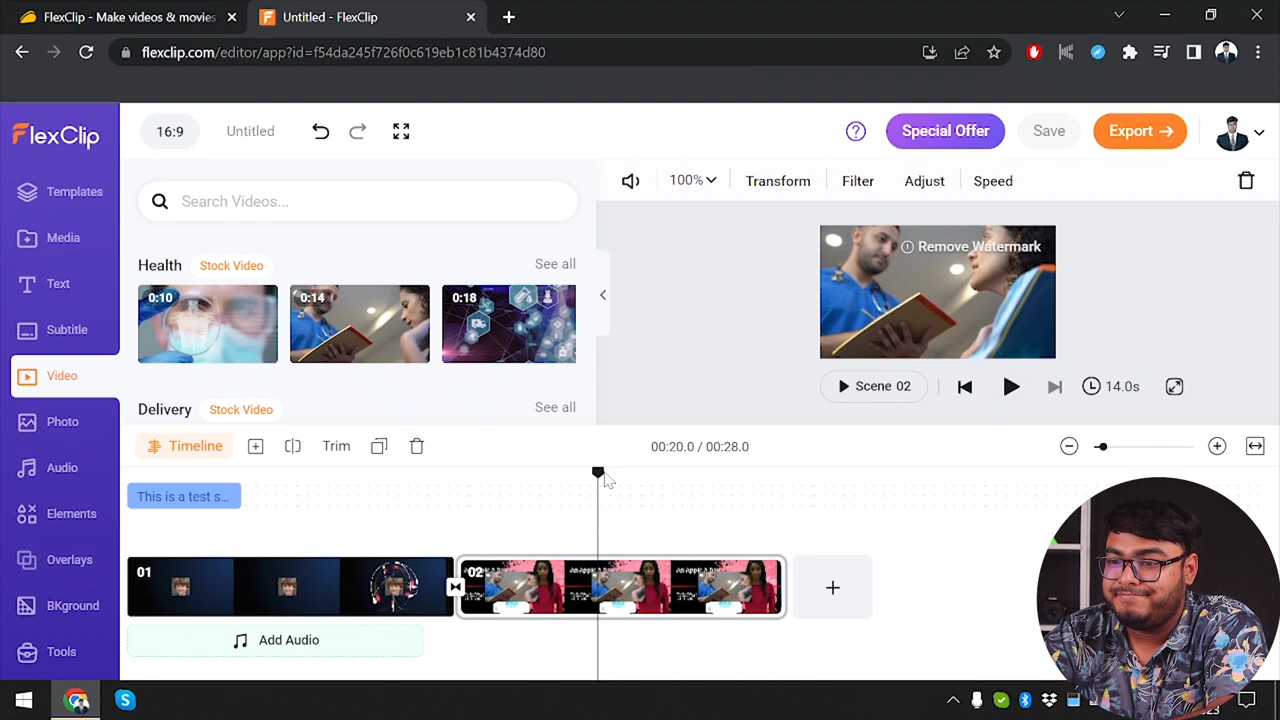 FlexClip - Make videos & movies
Untitled - FlexClip
flexclip.com/editor/app?id=f54da245f726f0c619eb1c81b4374d80
FlexClip
16:9
Untitled
Special Offer
Save
Export →
Templates
Media
Text
Subtitle
Video
Photo
Audio
Elements
Overlays
BKground
Tools
Search Videos...
100%
Transform
Filter
Adjust
Speed
Health
Stock Video
See all
0:10
0:14
0:18
Remove Watermark
Delivery
Stock Video
See all
Scene 02
14.0s
Timeline
Trim
00:20.0 / 00:28.0
This is a test s...
01
02
Add Audio